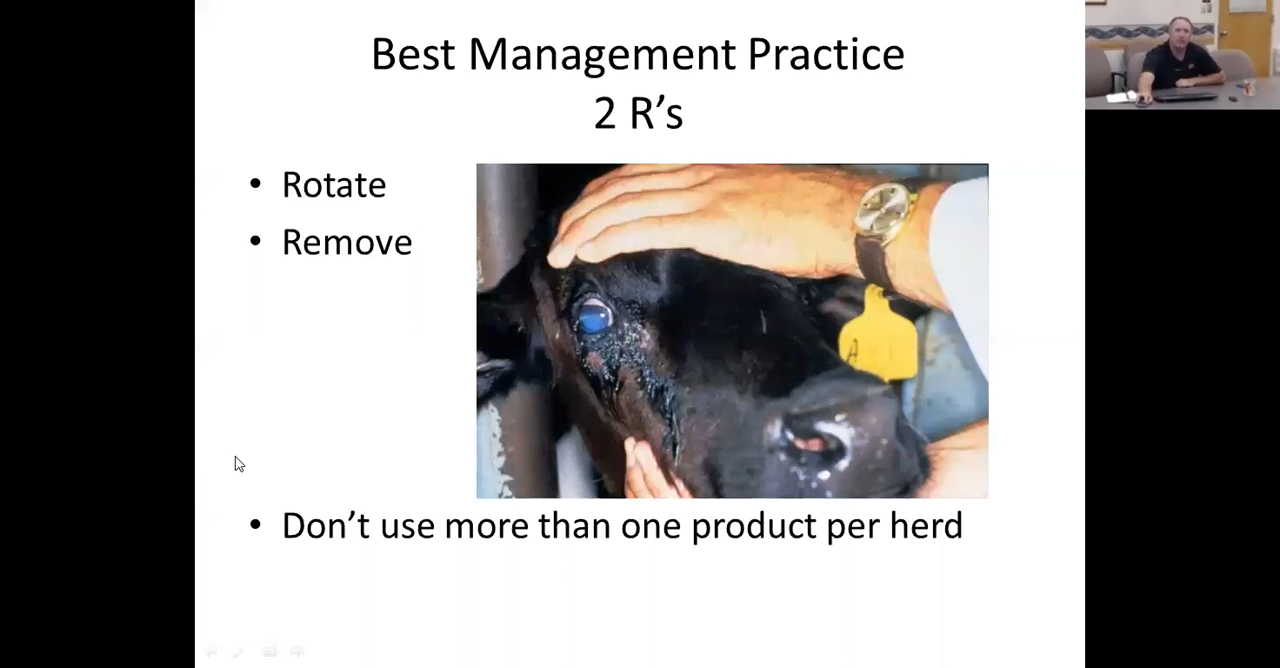 Best Management Practice
2 R’s
• Rotate
• Remove
• Don’t use more than one product per herd